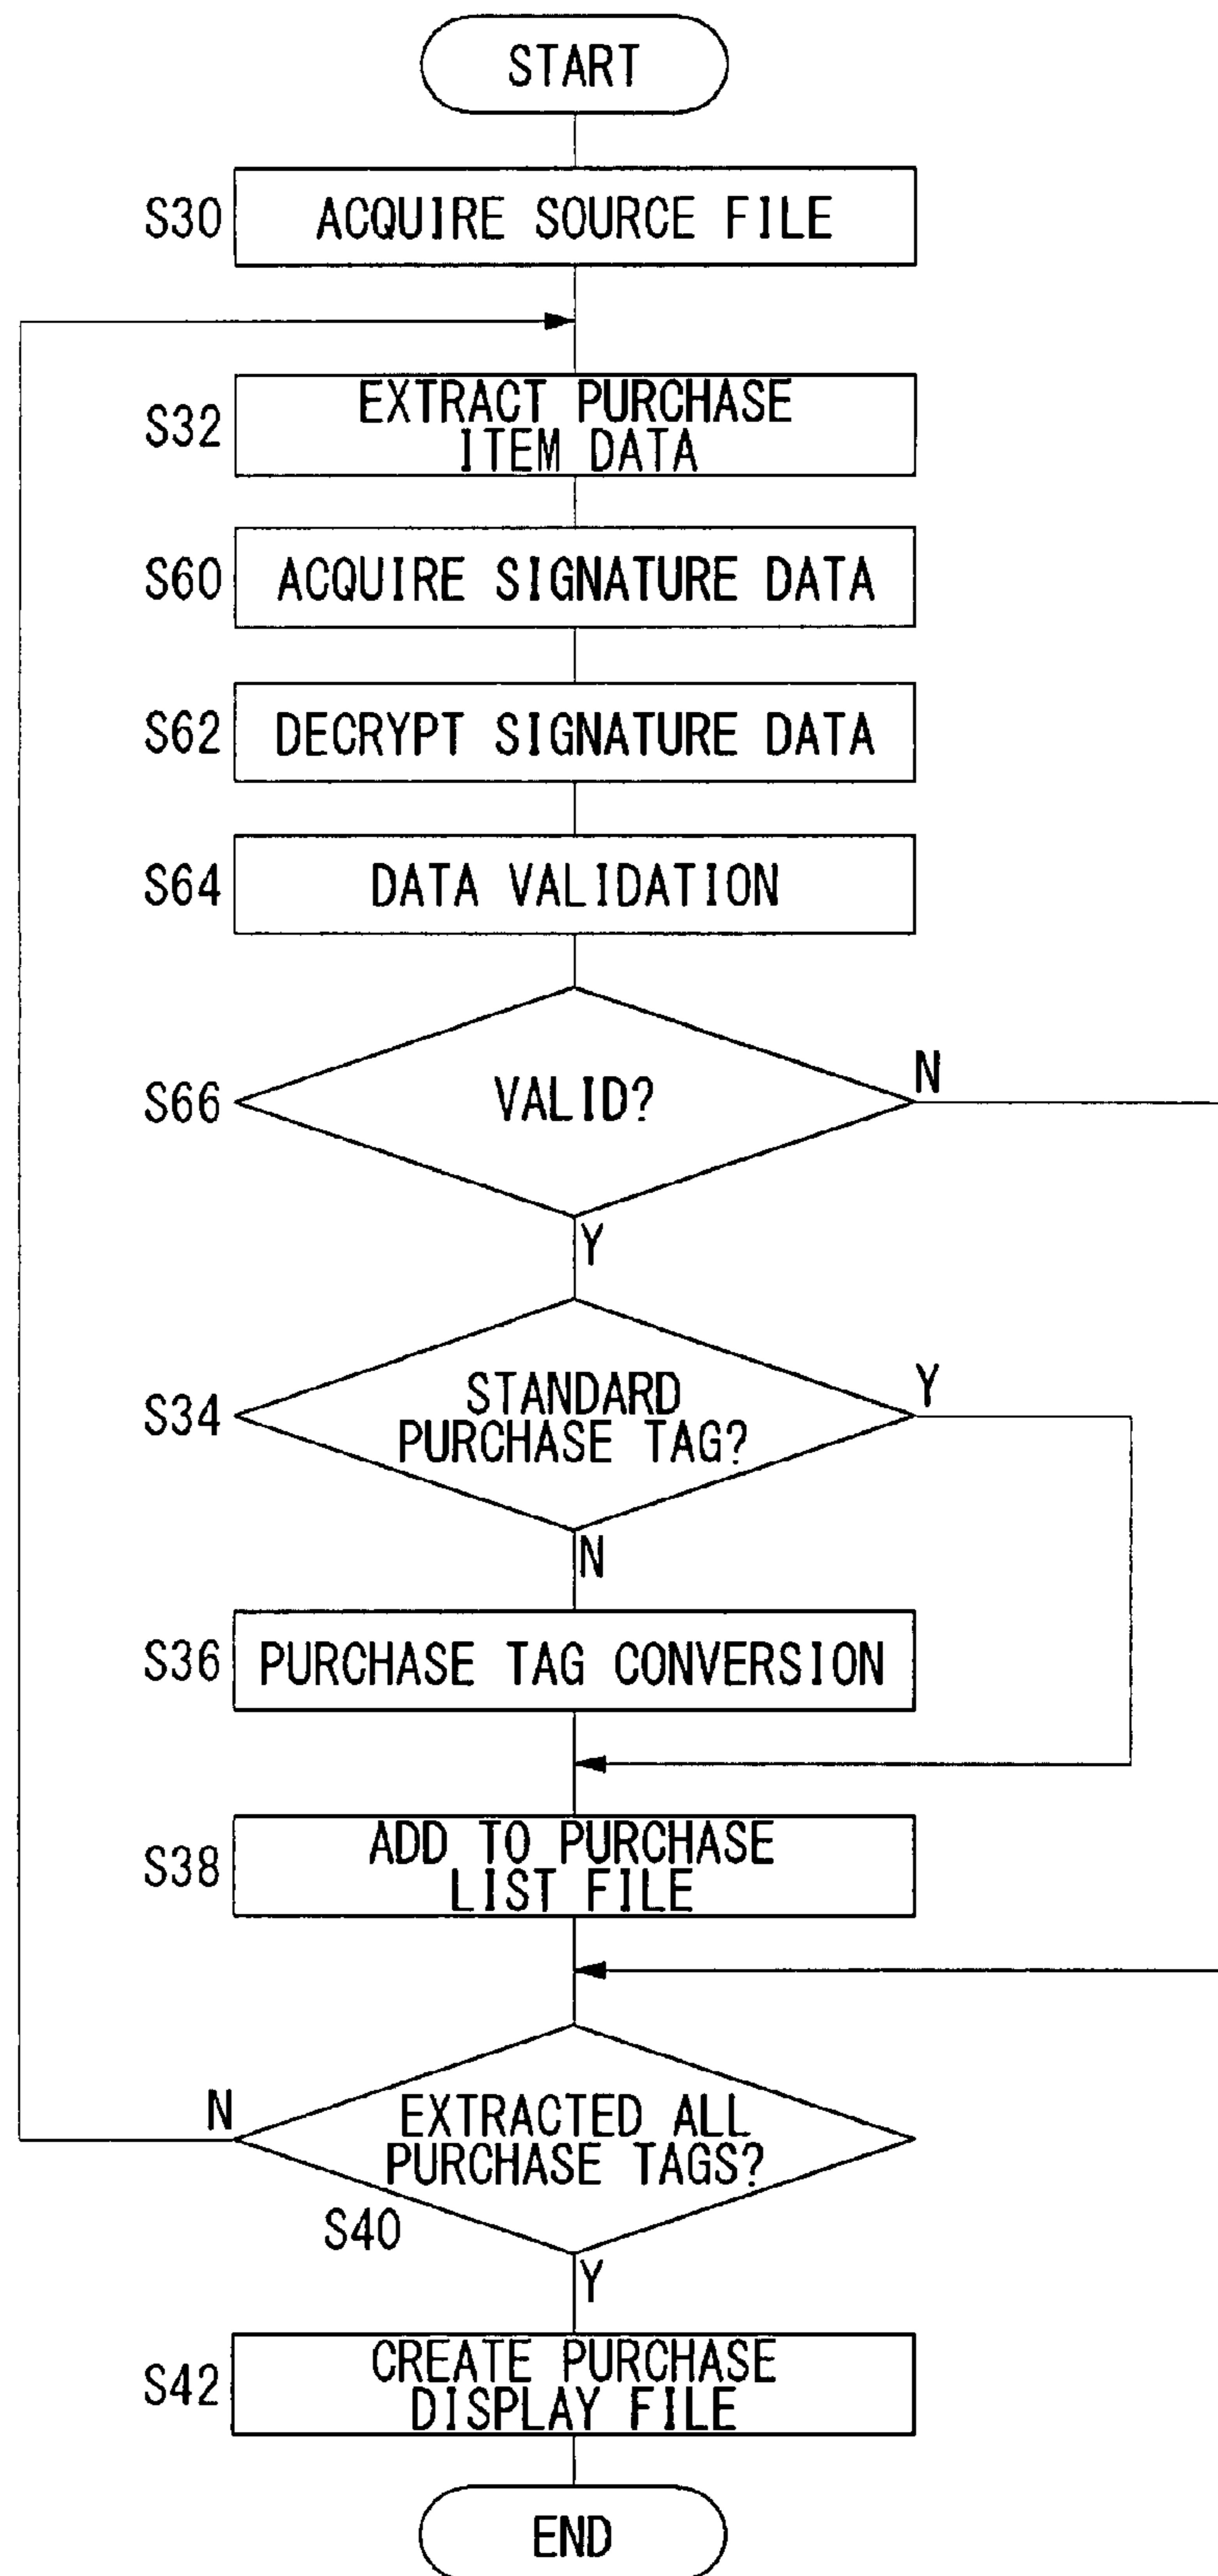 START
S30 ACQUIRE SOURCE FILE
S32 EXTRACT PURCHASE
ITEM DATA
S60 ACQUIRE SIGNATURE DATA
S62 DECRYPT SIGNATURE DATA
S64 DATA VALIDATION
S66 VALID? N
Y
S34 STANDARD Y
PURCHASE TAG?
N
S36 PURCHASE TAG CONVERSION
S38 ADD TO PURCHASE
LIST FILE
N EXTRACTED ALL
PURCHASE TAGS?
S40
Y
S42 CREATE PURCHASE
DISPLAY FILE
END